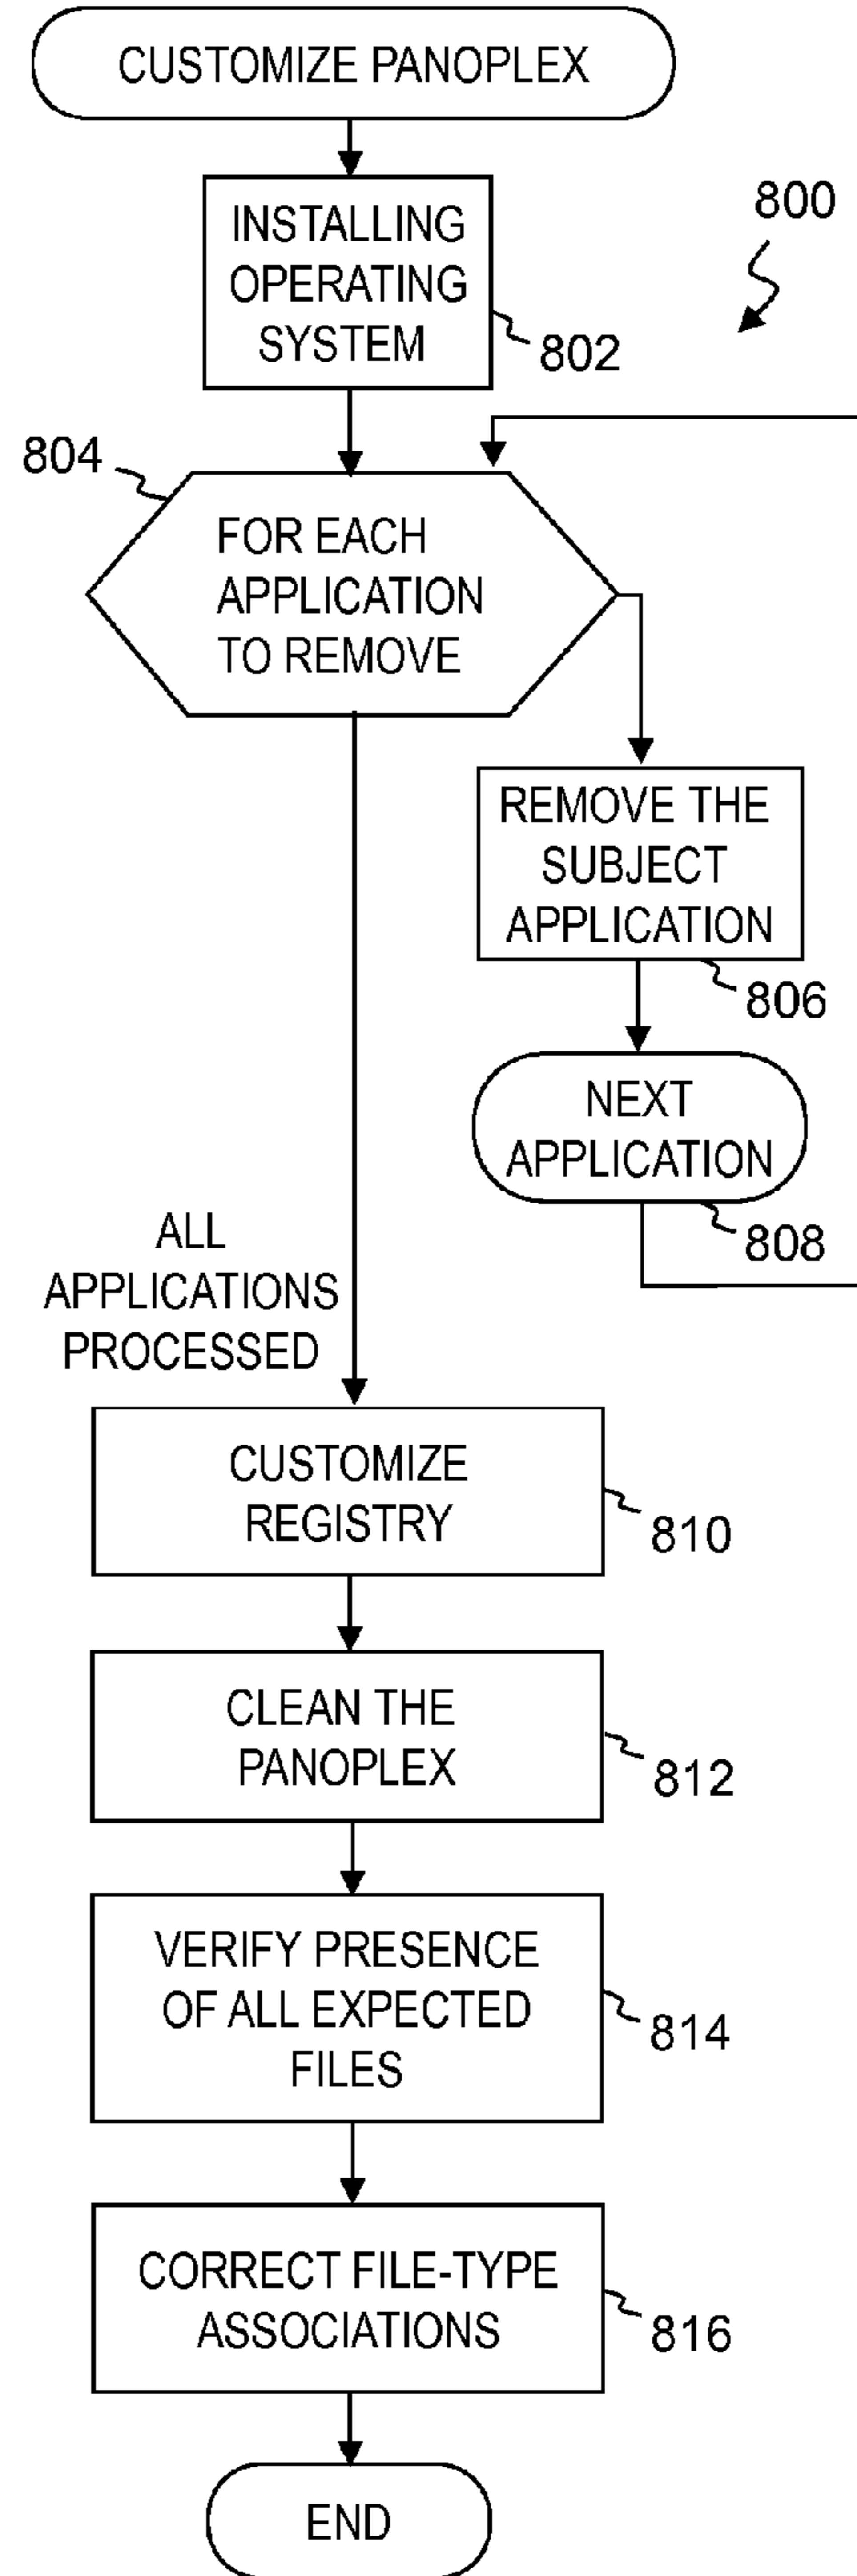 CUSTOMIZE PANOPLEX
800
INSTALLING
OPERATING
SYSTEM
802
804
FOR EACH
APPLICATION
TO REMOVE
REMOVE THE
SUBJECT
APPLICATION
806
NEXT
APPLICATION
808
ALL
APPLICATIONS
PROCESSED
CUSTOMIZE
REGISTRY
810
CLEAN THE
PANOPLEX
812
VERIFY PRESENCE
OF ALL EXPECTED
FILES
814
CORRECT FILE-TYPE
ASSOCIATIONS
816
END